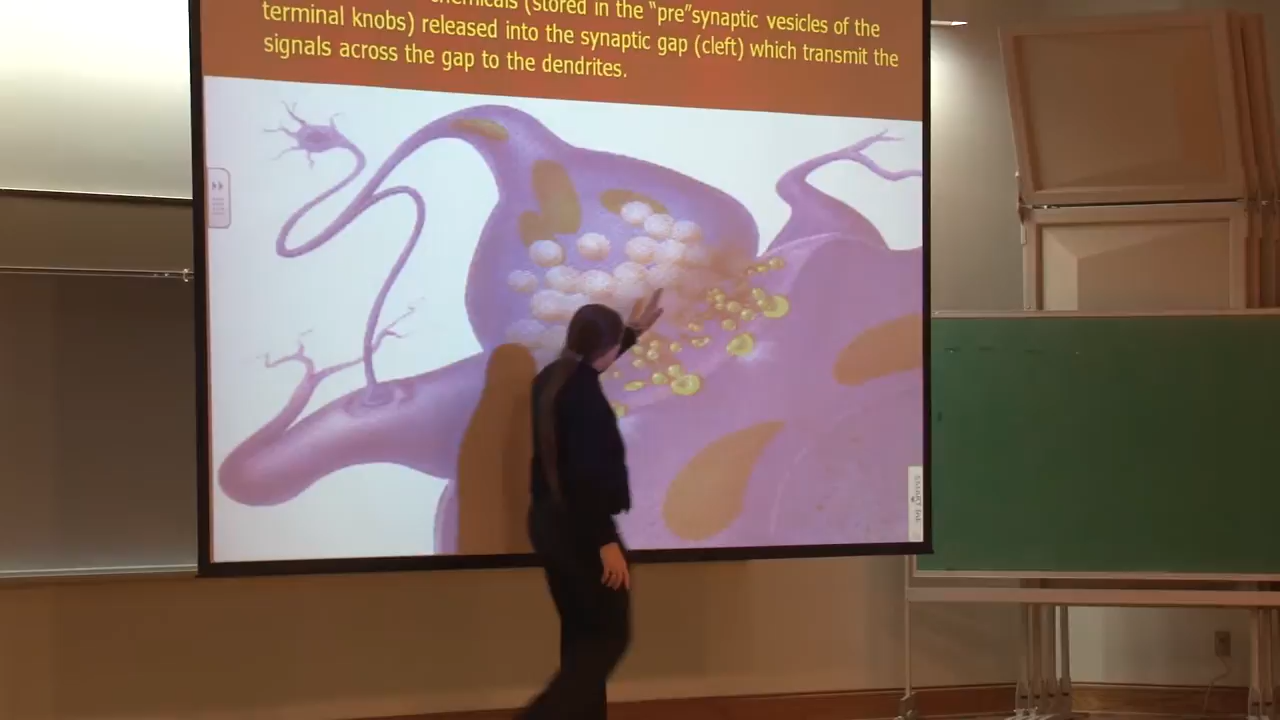 chemicals (stored in the "pre"synaptic vesicles of the
terminal knobs) released into the synaptic gap (cleft) which transmit the
signals across the gap to the dendrites.